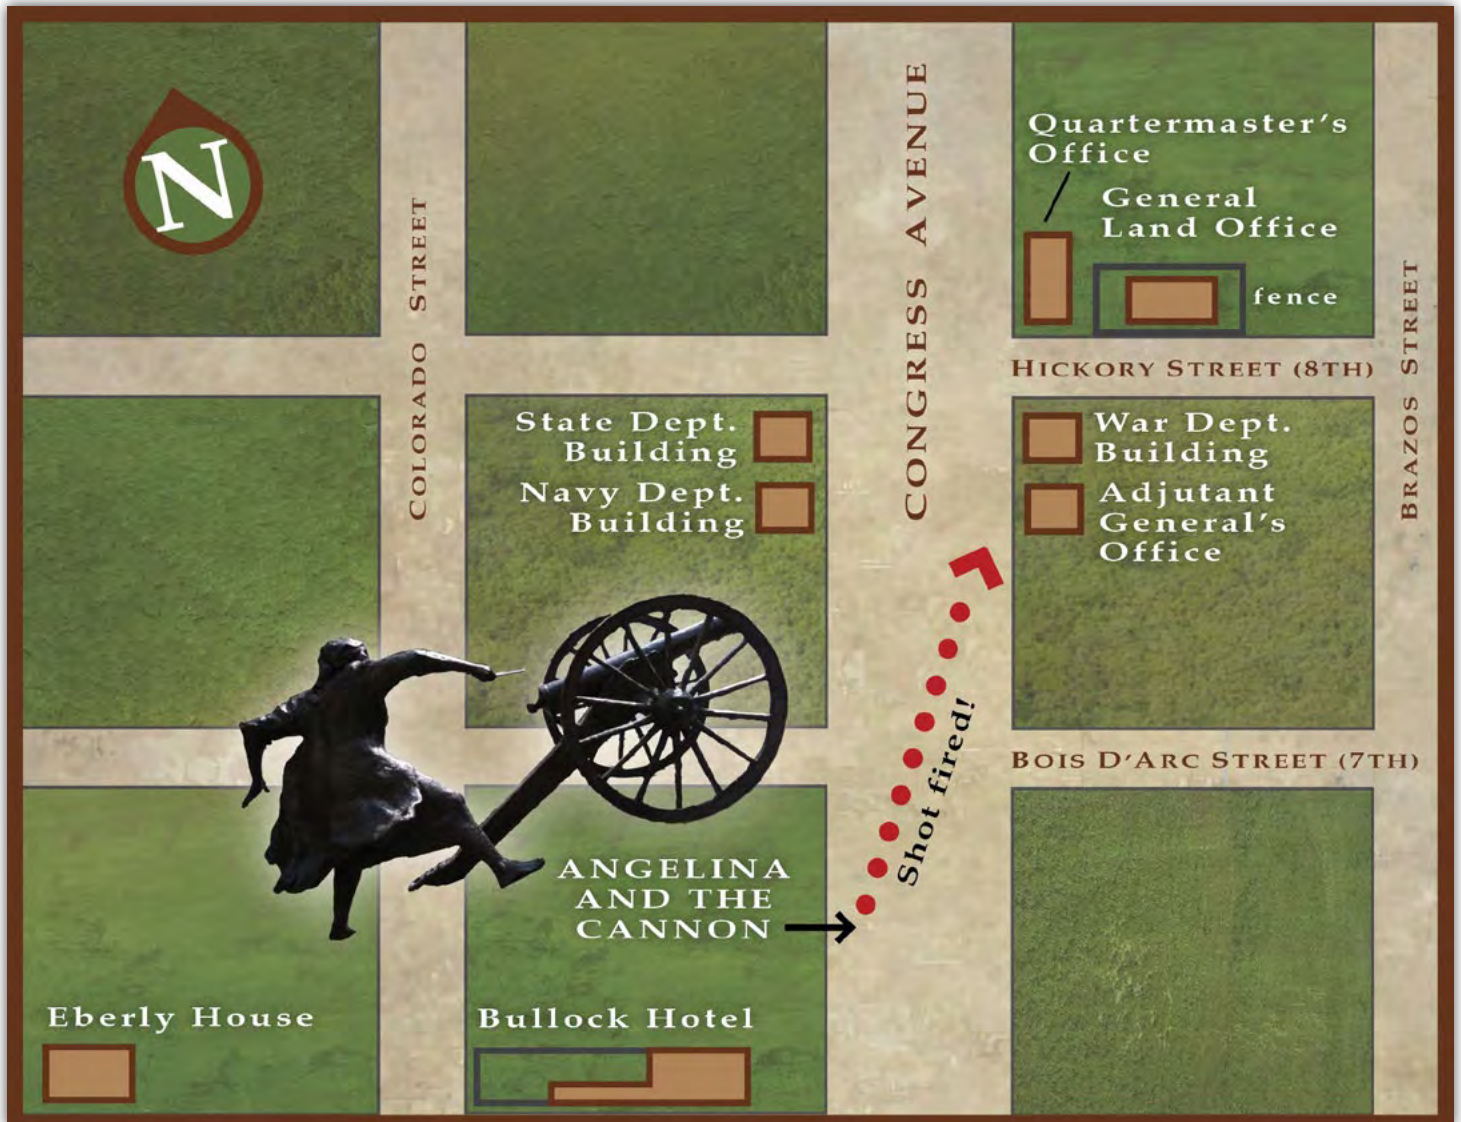 N
COLORADO STREET
CONGRESS AVENUE
Quartermaster's
Office
General
Land Office
fence
BRAZOS STREET
HICKORY STREET (8TH)
State Dept.
Building
Navy Dept.
Building
War Dept.
Building
Adjutant
General's
Office
BOIS D'ARC STREET (7TH)
Shot fired!
ANGELINA
AND THE
CANNON
Eberly House
Bullock Hotel